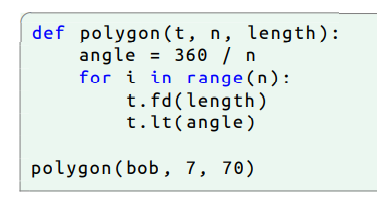 def polygon(t, n, length):
    angle = 360 / n
    for i in range(n):
        t.fd(length)
        t.lt(angle)

polygon(bob, 7, 70)